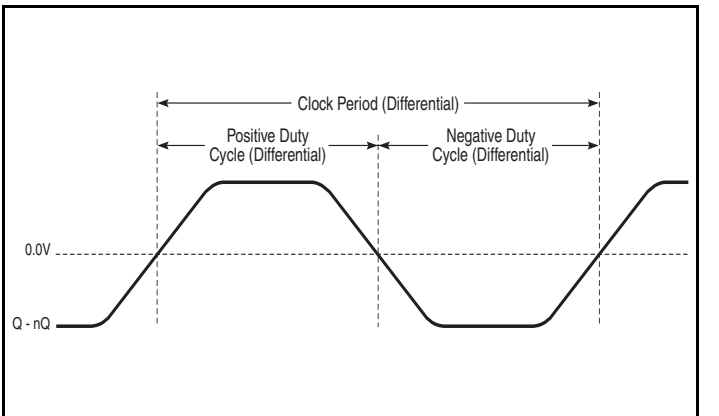 Clock Period (Differential)
Positive Duty
Cycle (Differential)
Negative Duty
Cycle (Differential)
0.0V
Q - nQ